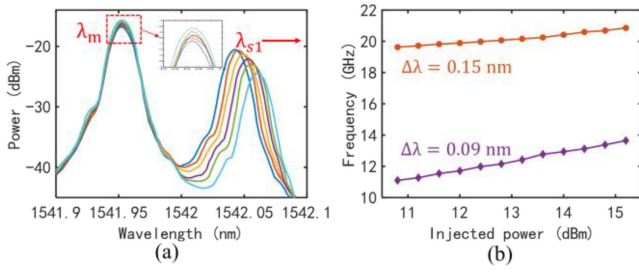 λm
λs1
-20
-30
-40
Power (dBm)
1541.9
1541.95
1542
1542.05
1542.1
Wavelength (nm)
(a)
22
20
18
16
14
12
10
Frequency (GHz)
Δλ = 0.15 nm
Δλ = 0.09 nm
11
12
13
14
15
Injected power (dBm)
(b)